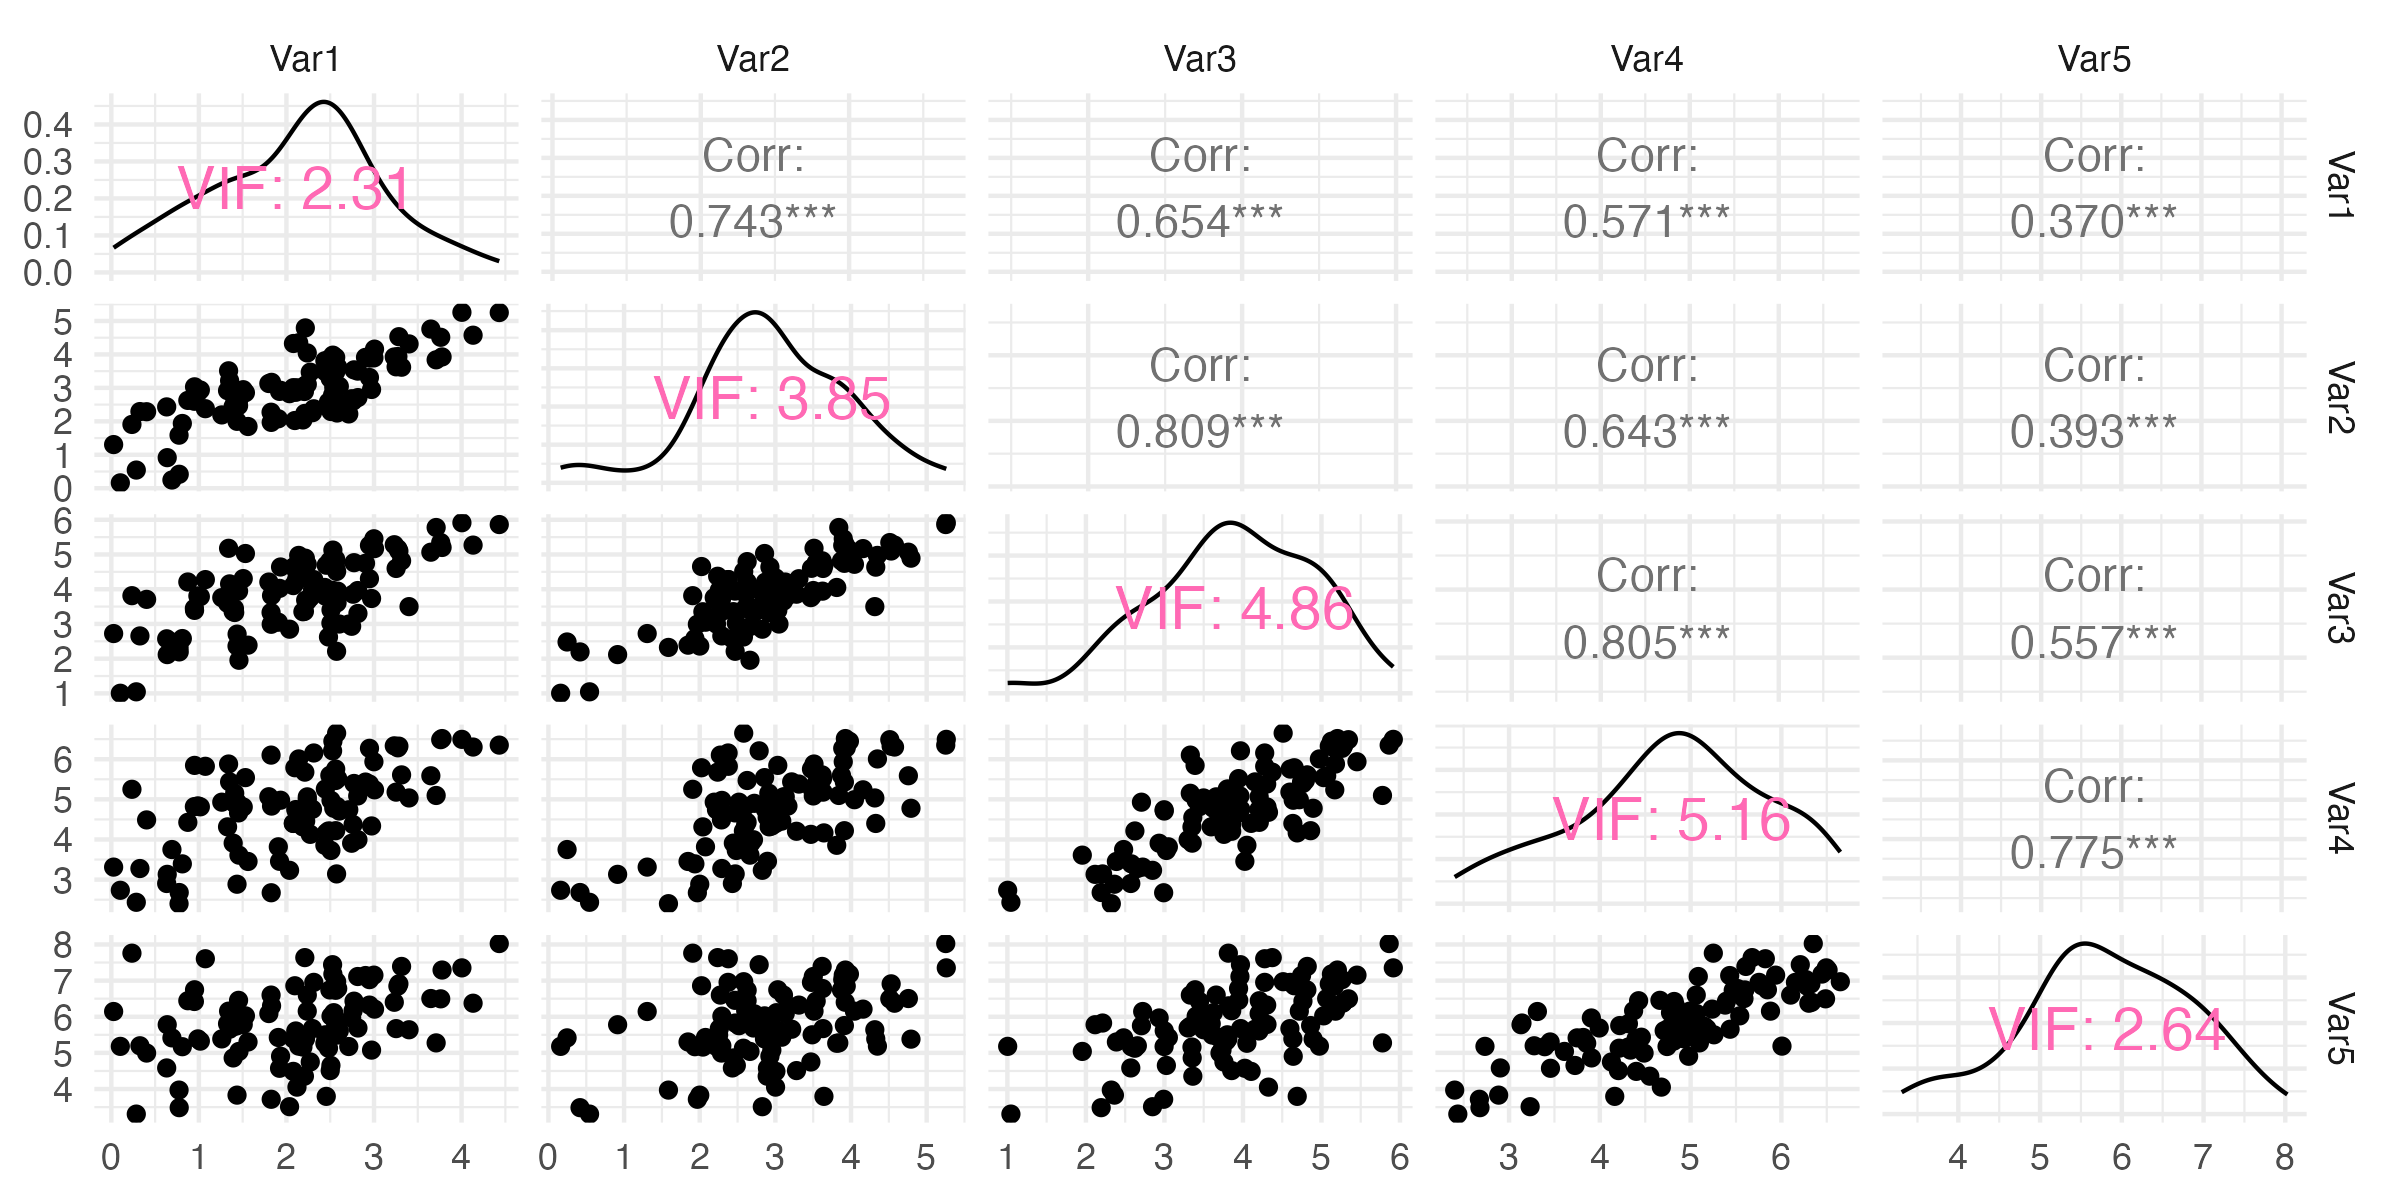 Var1 Var2 Var3 Var4 Var5
0.4
0.3
0.2
0.1
0.0
VIF: 2.31
Corr:
0.743***
Corr:
0.654***
Corr:
0.571***
Corr:
0.370***
Var1
5
4
3
2
1
0
VIF: 3.85
Corr:
0.809***
Corr:
0.643***
Corr:
0.393***
Var2
6
5
4
3
2
1
VIF: 4.86
Corr:
0.805***
Corr:
0.557***
Var3
6
5
4
3
VIF: 5.16
Corr:
0.775***
Var4
8
7
6
5
4
VIF: 2.64
Var5
0 1 2 3 4
0 1 2 3 4 5
1 2 3 4 5 6
3 4 5 6
4 5 6 7 8